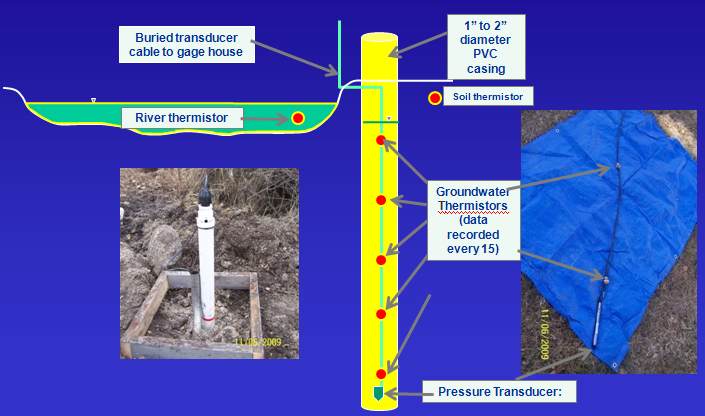 Buried transducer
cable to gage house
1” to 2”
diameter
PVC
casing
Soil thermistor
River thermistor
Groundwater
Thermistors
(data
recorded
every 15)
11/06/2009
11/06/2009
Pressure Transducer: